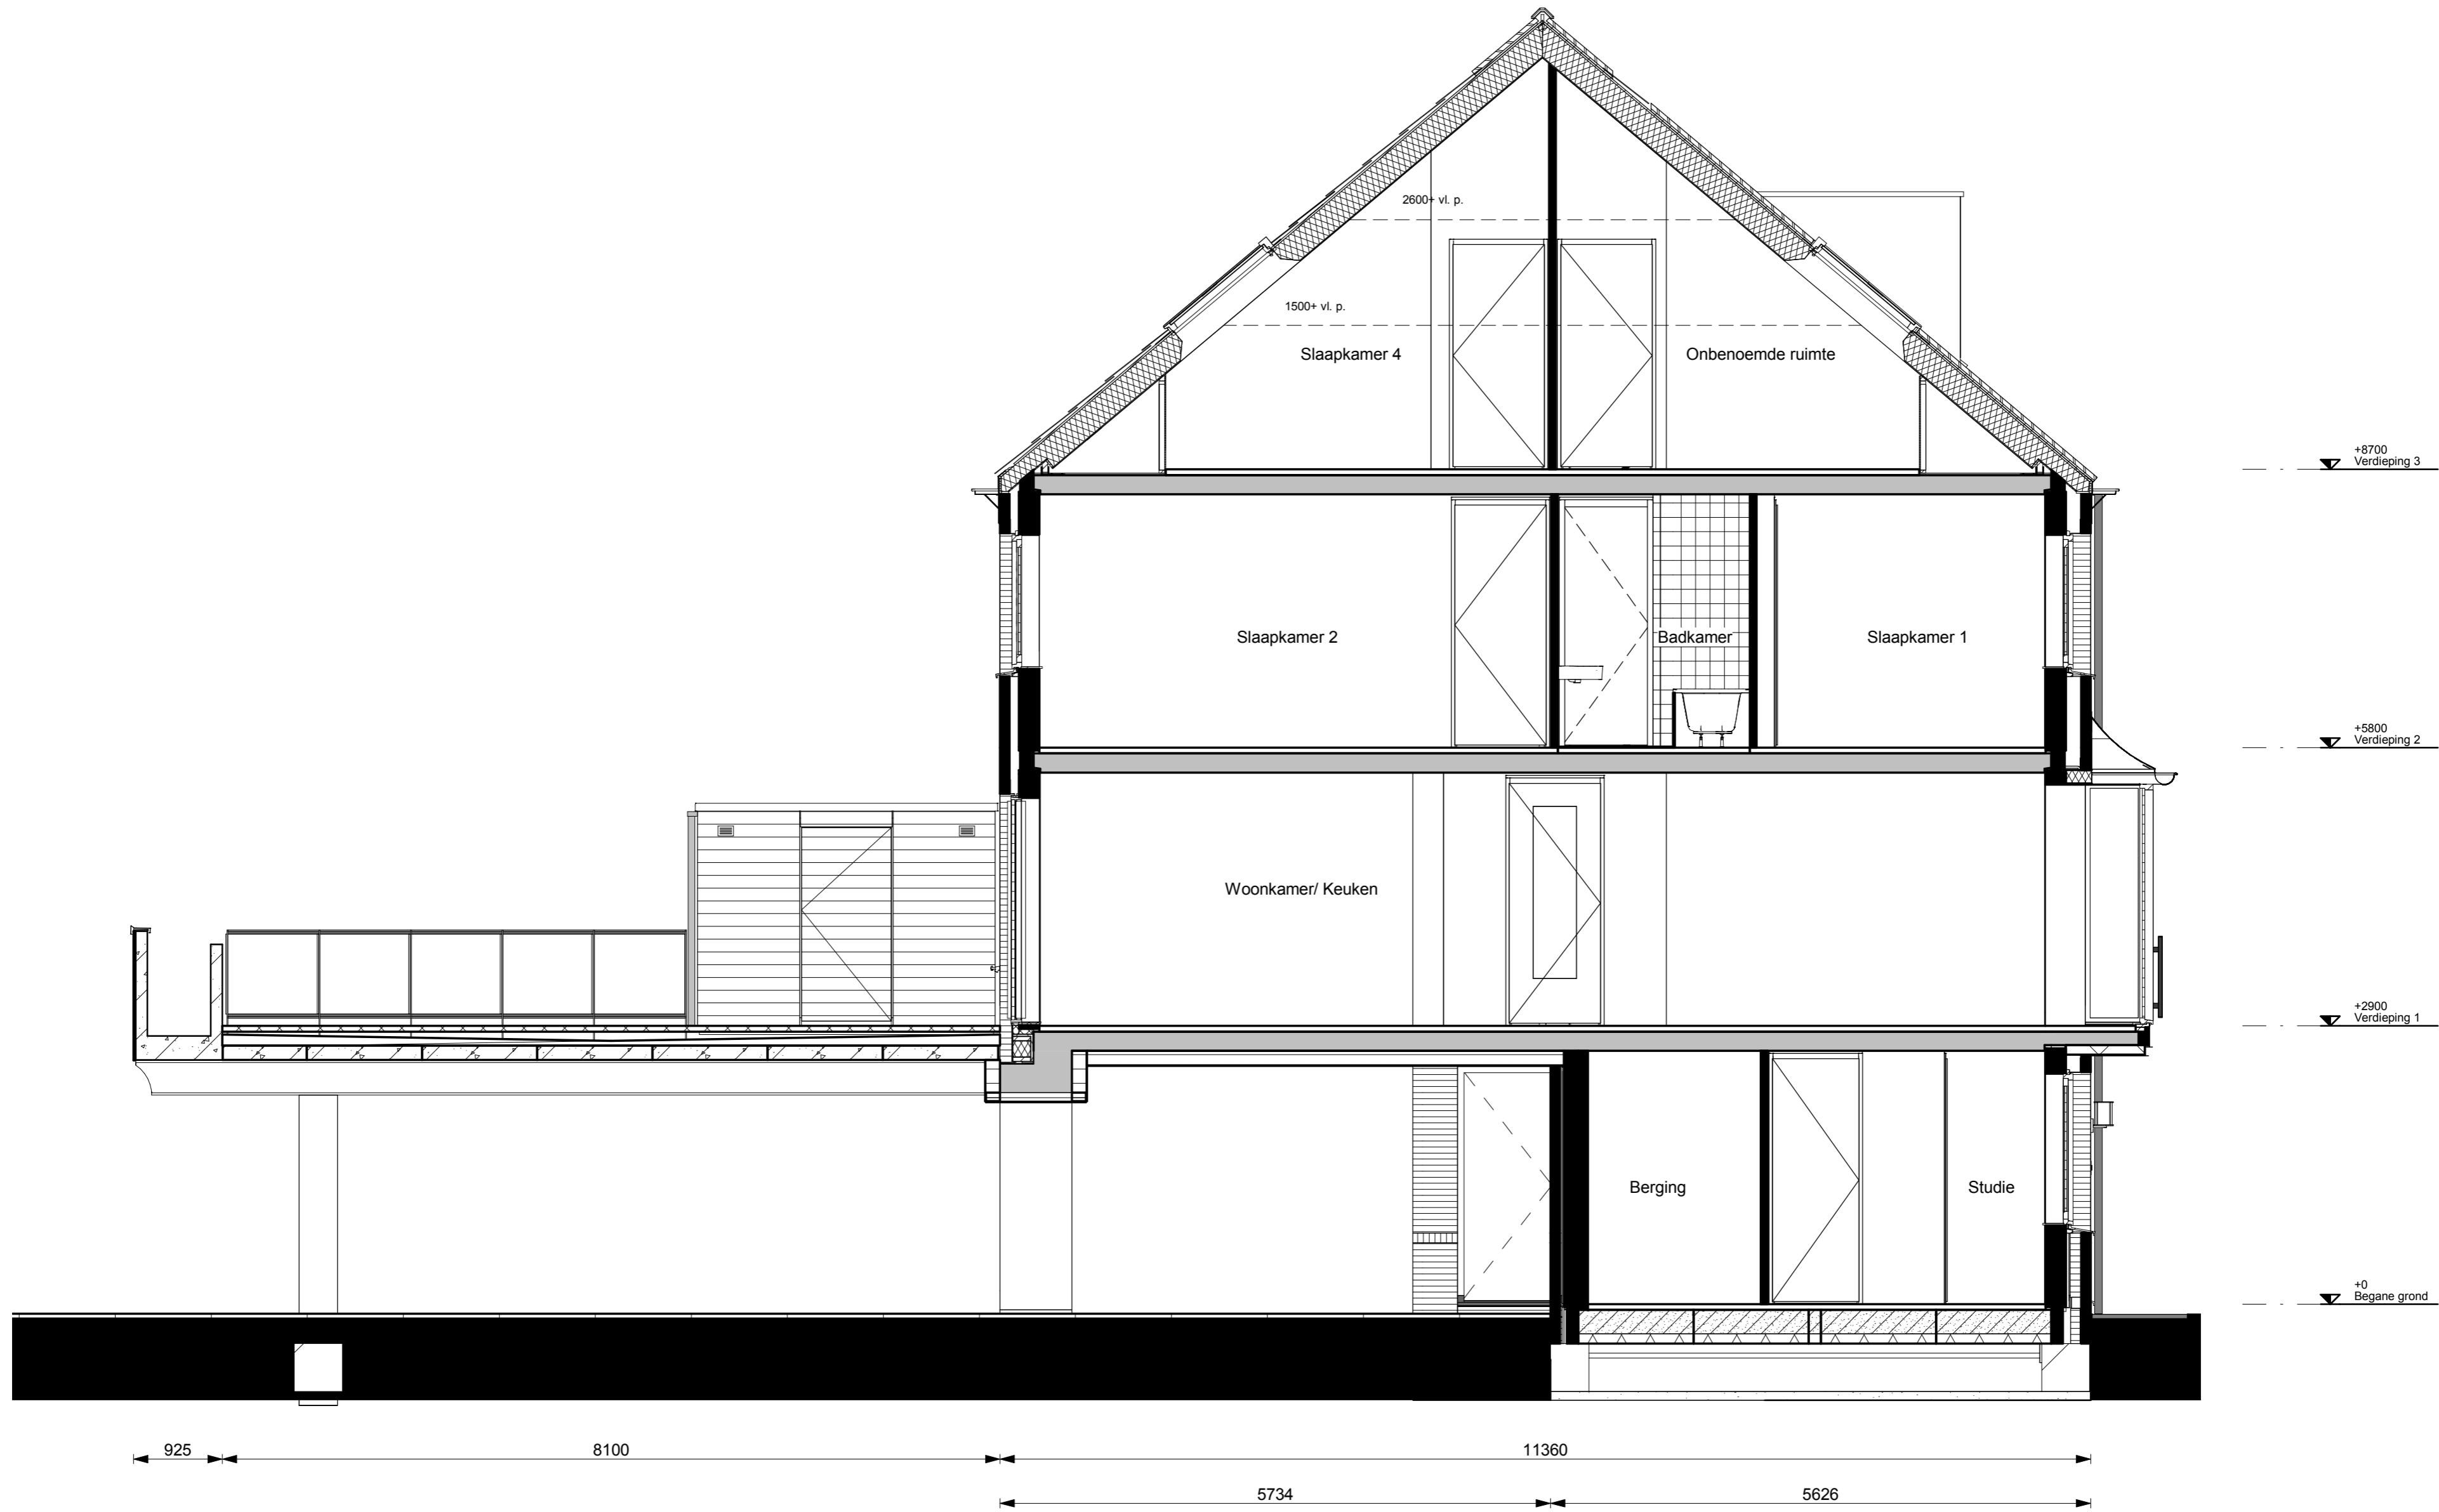 2600+ vl. p.
1500+ vl. p.
Slaapkamer 4
Onbenoemde ruimte
+8700
Verdieping 3
Slaapkamer 2
Badkamer
Slaapkamer 1
+5800
Verdieping 2
Woonkamer/ Keuken
+2900
Verdieping 1
Berging
Studie
+0
Begane grond
925
8100
11360
5734
5626